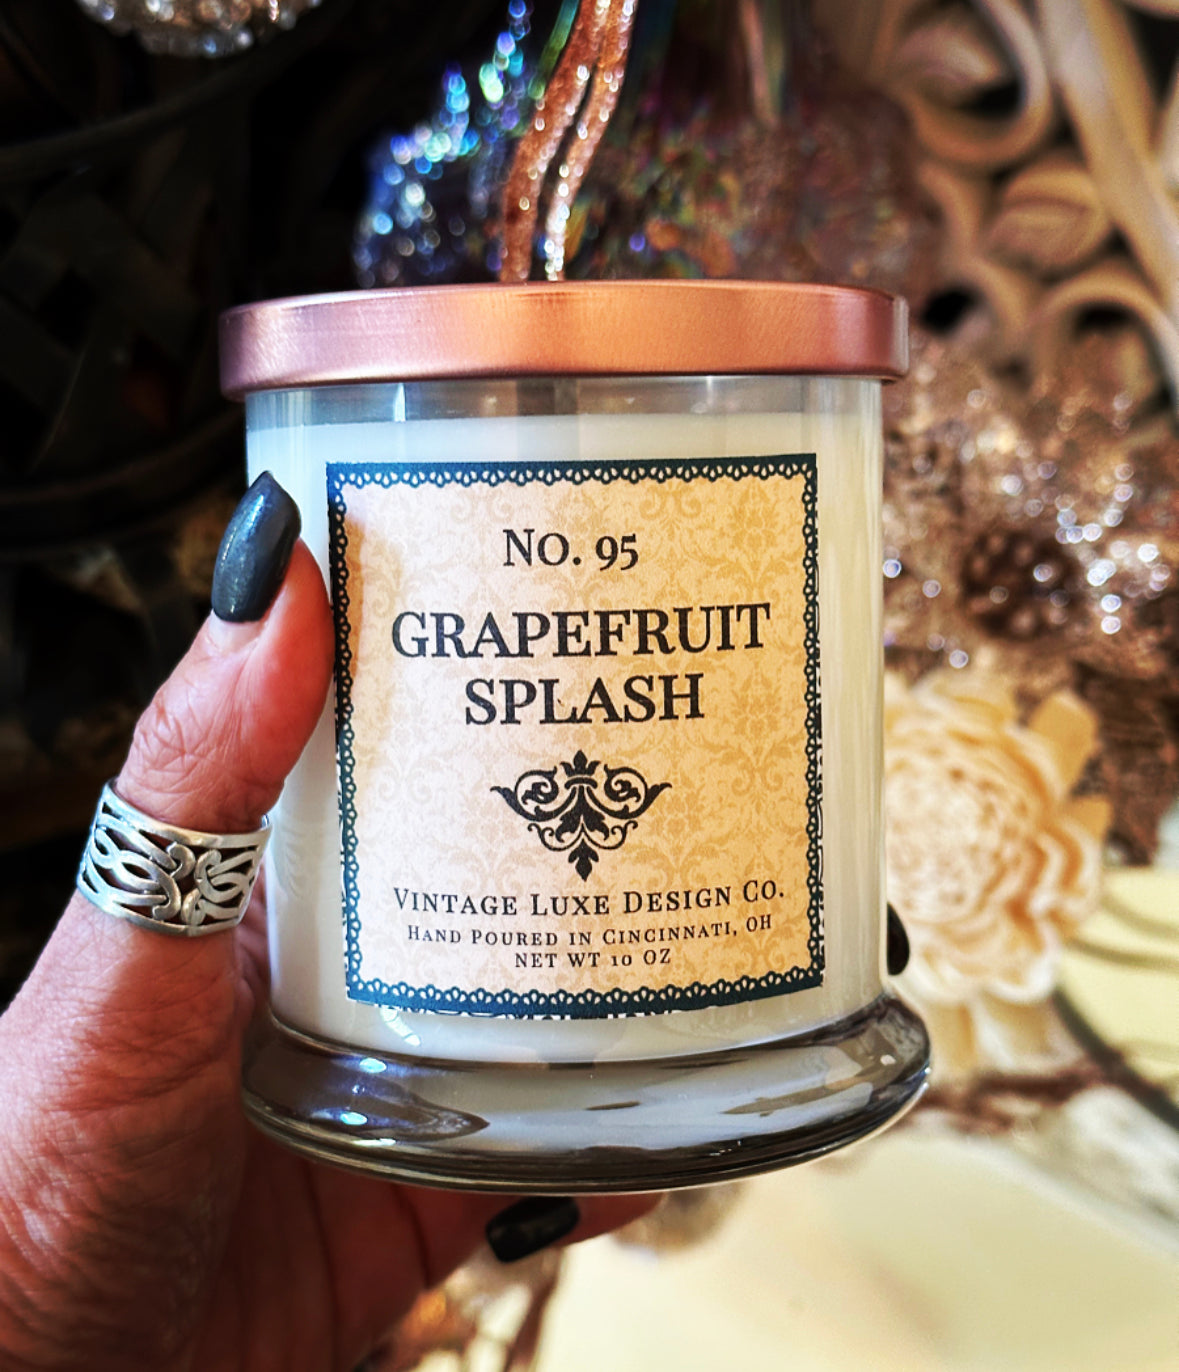 No. 95
GRAPEFRUIT
SPLASH
VINTAGE LUXE DESIGN CO.
HAND POURED IN CINCINNATI, OH
NET WT 10 OZ